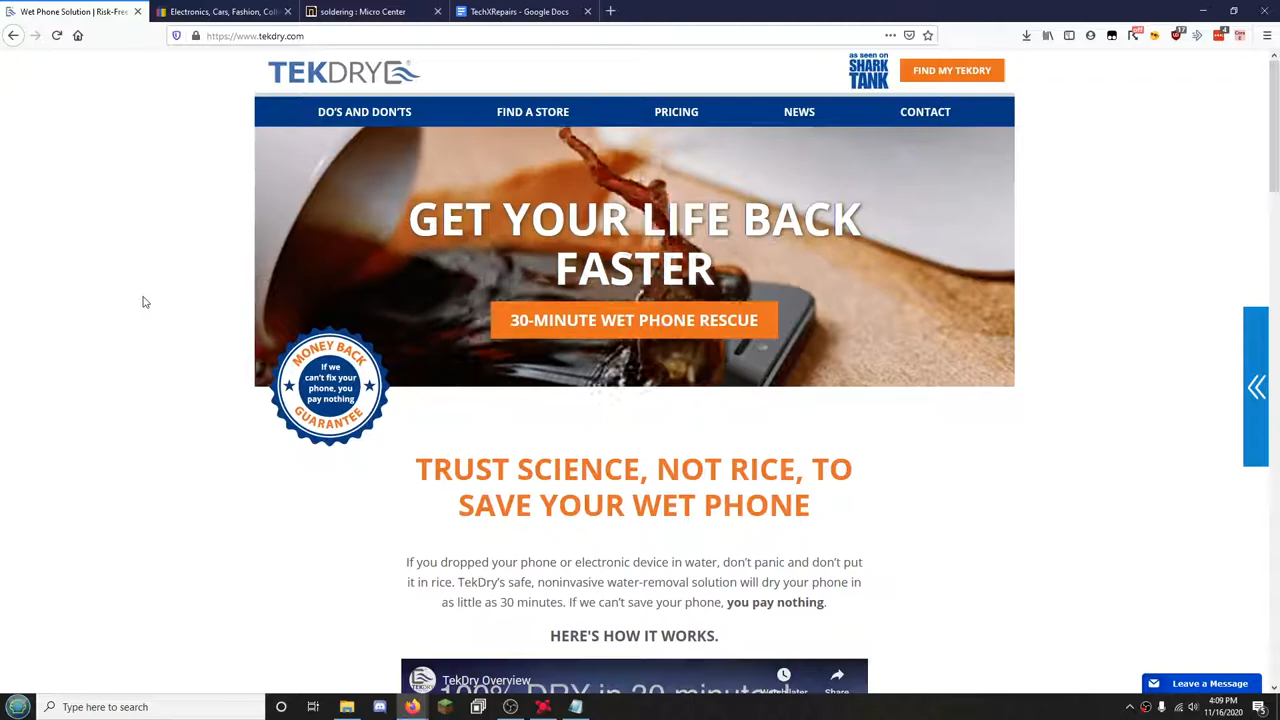 Wet Phone Solution | Risk-Free
Electronics, Cars, Fashion, Coll
soldering : Micro Center
TechXRepairs - Google Docs
https://www.tekdry.com
TEKDRY
as seen on
SHARK
TANK
FIND MY TEKDRY
DO'S AND DON'TS
FIND A STORE
PRICING
NEWS
CONTACT
GET YOUR LIFE BACK
FASTER
30-MINUTE WET PHONE RESCUE
MONEY BACK
If we
can't fix your
phone, you
pay nothing
GUARANTEE
TRUST SCIENCE, NOT RICE, TO
SAVE YOUR WET PHONE
If you dropped your phone or electronic device in water, don't panic and don't put
it in rice. TekDry's safe, noninvasive water-removal solution will dry your phone in
as little as 30 minutes. If we can't save your phone, you pay nothing.
HERE'S HOW IT WORKS.
TekDry Overview
100% DRY in 30 minutes
Watch later
Share
Leave a Message
Type here to search
4:09 PM
11/16/2020